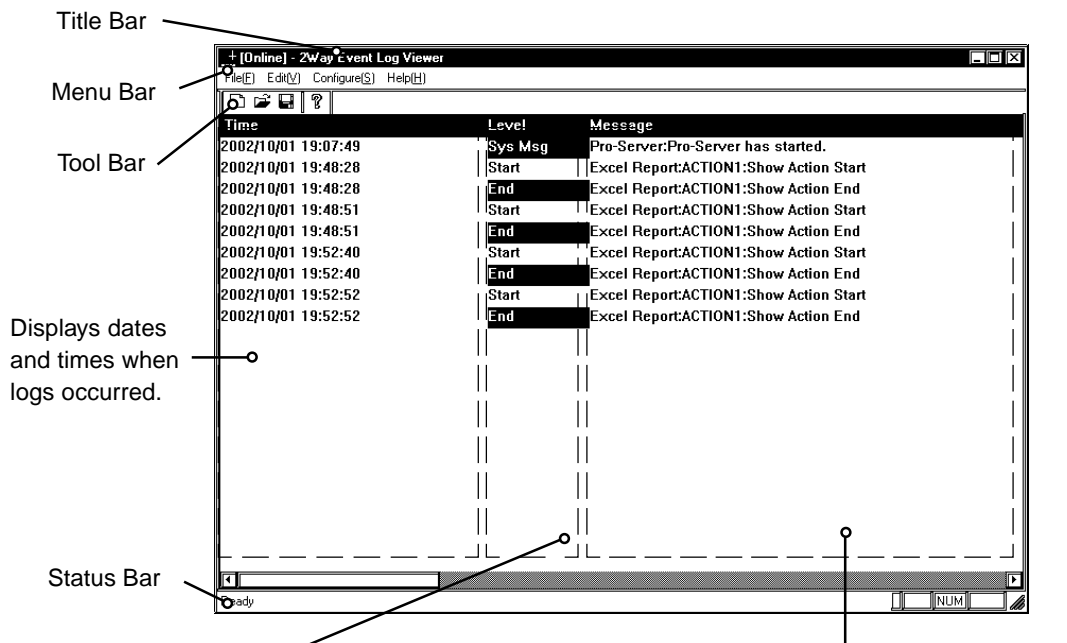 Title Bar
[Online] - 2Way Event Log Viewer
Menu Bar
File(F) Edit(V) Configure(S) Help(H)
Tool Bar
Time Level Message
2002/10/01 19:07:49 Sys Msg Pro-Server:Pro-Server has started.
2002/10/01 19:48:28 Start Excel Report:ACTION1:Show Action Start
2002/10/01 19:48:28 End Excel Report:ACTION1:Show Action End
2002/10/01 19:48:51 Start Excel Report:ACTION1:Show Action Start
2002/10/01 19:48:51 End Excel Report:ACTION1:Show Action End
2002/10/01 19:52:40 Start Excel Report:ACTION1:Show Action Start
2002/10/01 19:52:40 End Excel Report:ACTION1:Show Action End
2002/10/01 19:52:52 Start Excel Report:ACTION1:Show Action Start
2002/10/01 19:52:52 End Excel Report:ACTION1:Show Action End
Displays dates
and times when
logs occurred.
Status Bar
Ready NUM